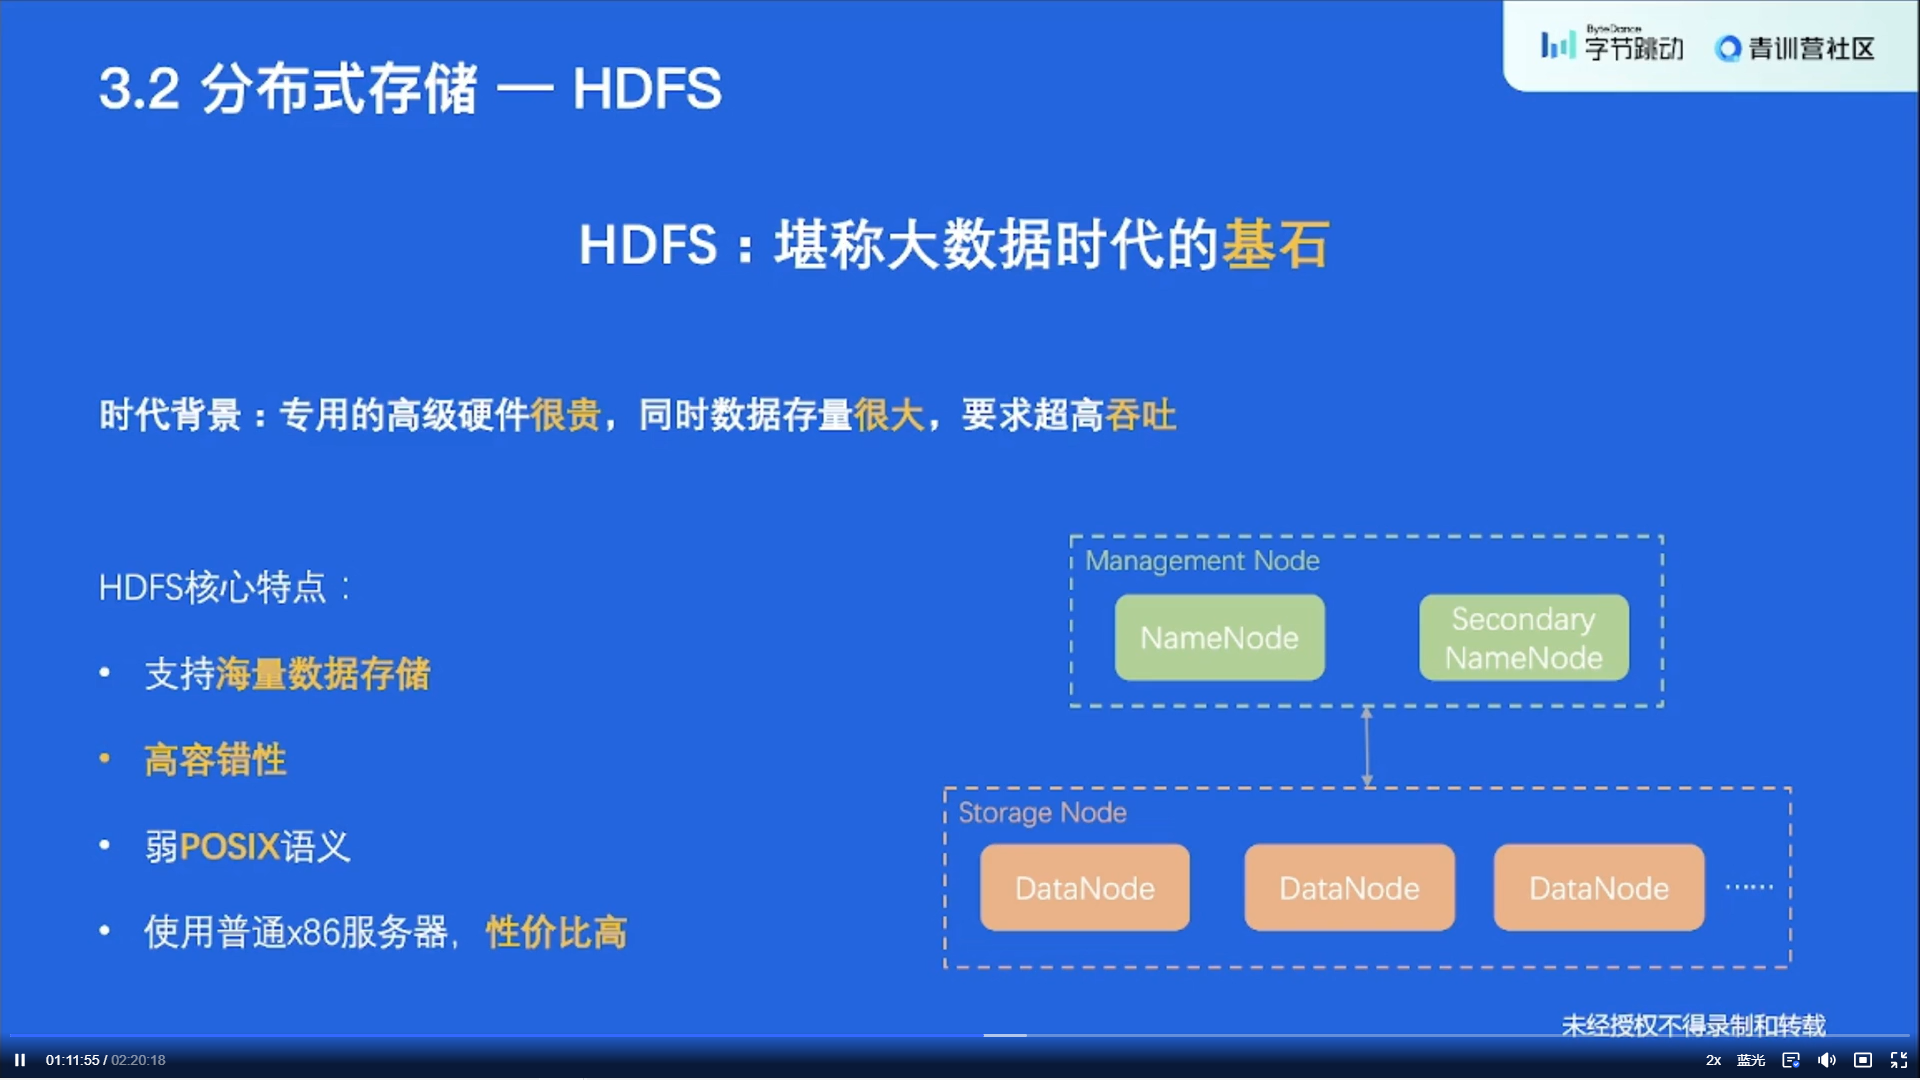 ByteDance
字节跳动 青训营社区
3.2 分布式存储 — HDFS
HDFS：堪称大数据时代的基石
时代背景：专用的高级硬件很贵，同时数据存量很大，要求超高吞吐
HDFS核心特点：
• 支持海量数据存储
• 高容错性
• 弱POSIX语义
• 使用普通x86服务器，性价比高
Management Node
NameNode
Secondary
NameNode
Storage Node
DataNode DataNode DataNode ……
未经授权不得录制和转载
01:11:55 / 02:20:18
2x 蓝光